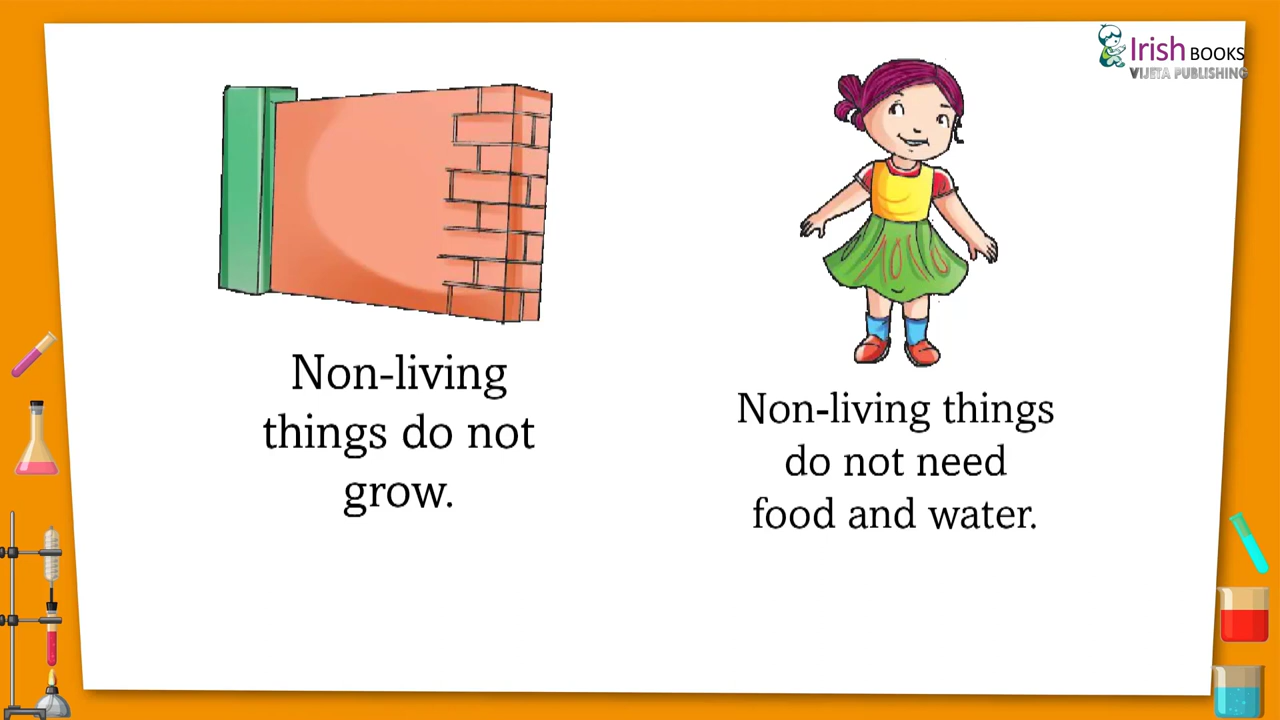 Irish BOOKS
VIJETA PUBLISHING
Non-living
things do not
grow.
Non-living things
do not need
food and water.